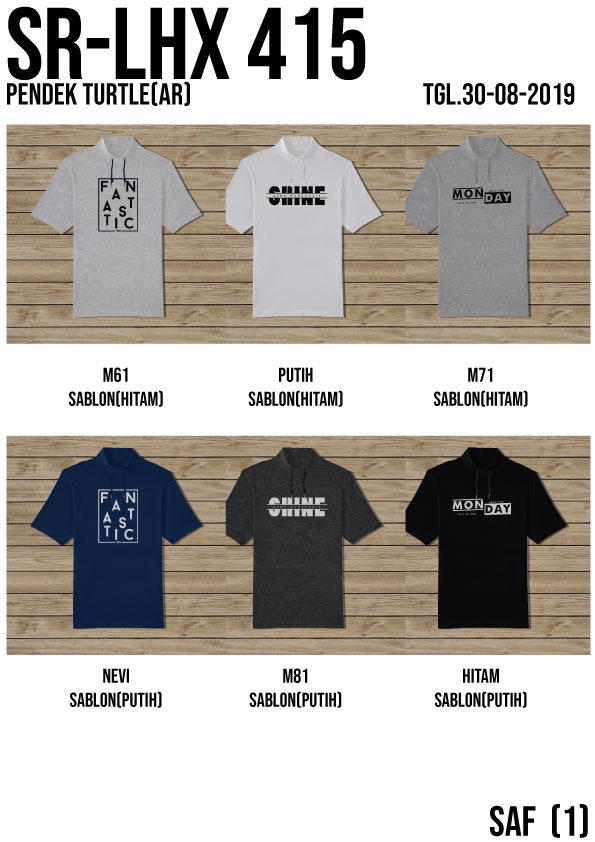 SR-LHX 415
PENDEK TURTLE(AR)
TGL.30-08-2019
FAN
A T
A S
T TIC
SHINE
MON
DAY
M61
SABLON(HITAM)
PUTIH
SABLON(HITAM)
M71
SABLON(HITAM)
FAN
A T
A S
T TIC
SHINE
MON
DAY
NEVI
SABLON(PUTIH)
M81
SABLON(PUTIH)
HITAM
SABLON(PUTIH)
SAF (1)